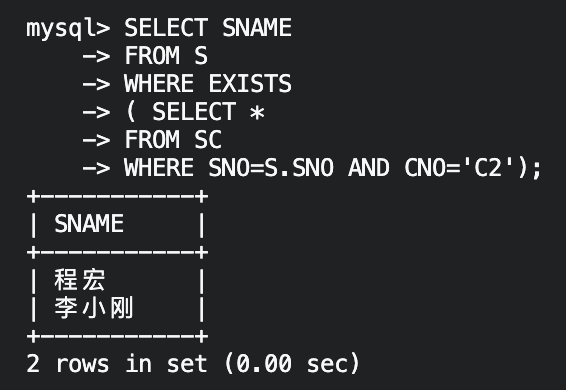 mysql> SELECT SNAME
    -> FROM S
    -> WHERE EXISTS
    -> ( SELECT *
    -> FROM SC
    -> WHERE SNO=S.SNO AND CNO='C2');
+-----------+
| SNAME     |
+-----------+
| 程宏      |
| 李小刚    |
+-----------+
2 rows in set (0.00 sec)